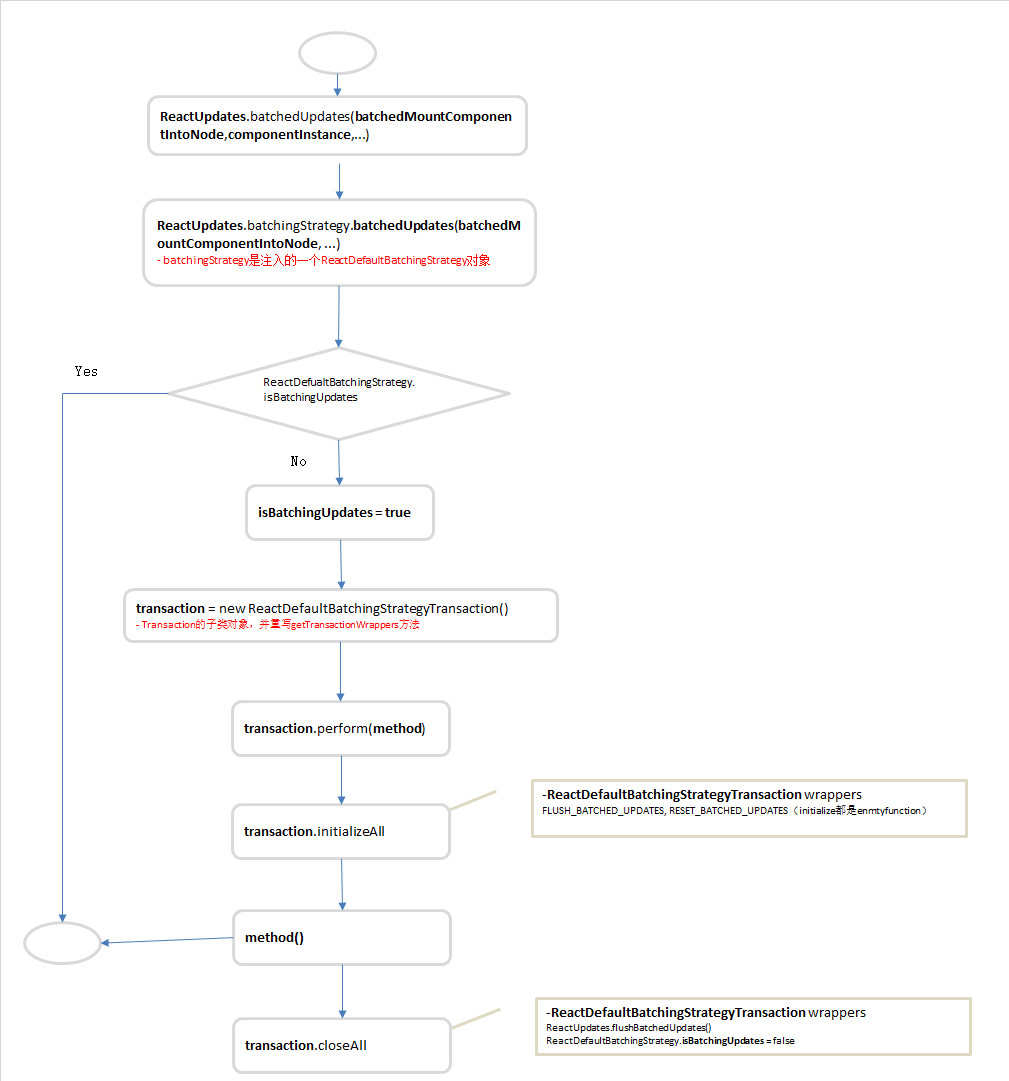 ReactUpdates.batchedUpdates(batchedMountComponen
tIntoNode,componentInstance,...)
ReactUpdates.batchingStrategy.batchedUpdates(batchedM
ountComponentIntoNode, ...)
- batchingStrategy是注入的一个ReactDefaultBatchingStrategy对象
Yes
ReactDefualtBatchingStrategy.
isBatchingUpdates
No
isBatchingUpdates = true
transaction = new ReactDefaultBatchingStrategyTransaction()
- Transaction的子类对象，并重写getTransactionWrappers方法
transaction.perform(method)
-ReactDefaultBatchingStrategyTransaction wrappers
FLUSH_BATCHED_UPDATES, RESET_BATCHED_UPDATES（initialize都是enmtyfunction）
transaction.initializeAll
method()
-ReactDefaultBatchingStrategyTransaction wrappers
ReactUpdates.flushBatchedUpdates()
ReactDefaultBatchingStrategy.isBatchingUpdates = false
transaction.closeAll